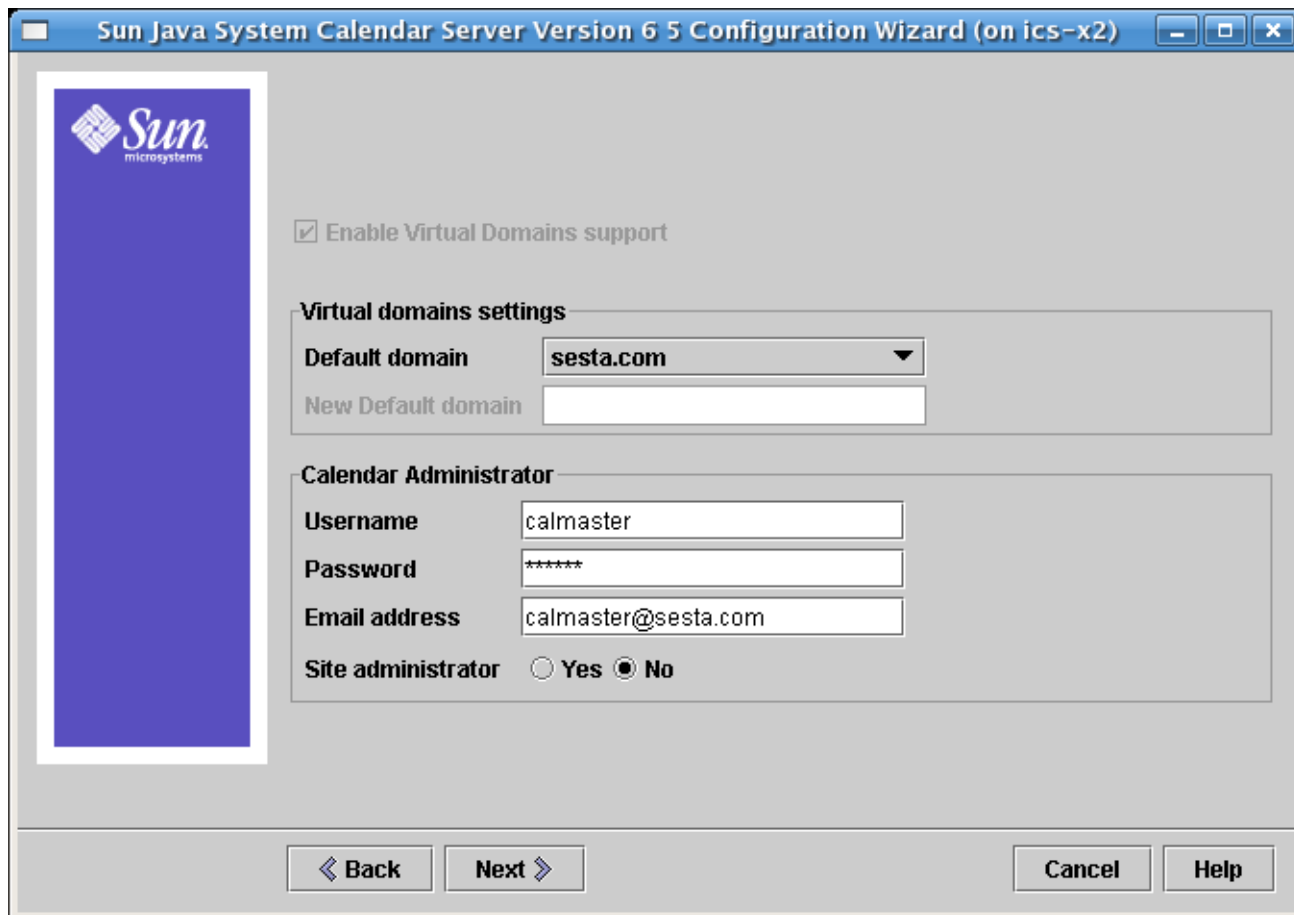 Sun Java System Calendar Server Version 6 5 Configuration Wizard (on ics-x2)
Sun
microsystems
Enable Virtual Domains support
Virtual domains settings
Default domain sesta.com
New Default domain
Calendar Administrator
Username calmaster
Password ******
Email address calmaster@sesta.com
Site administrator Yes No
Back Next Cancel Help